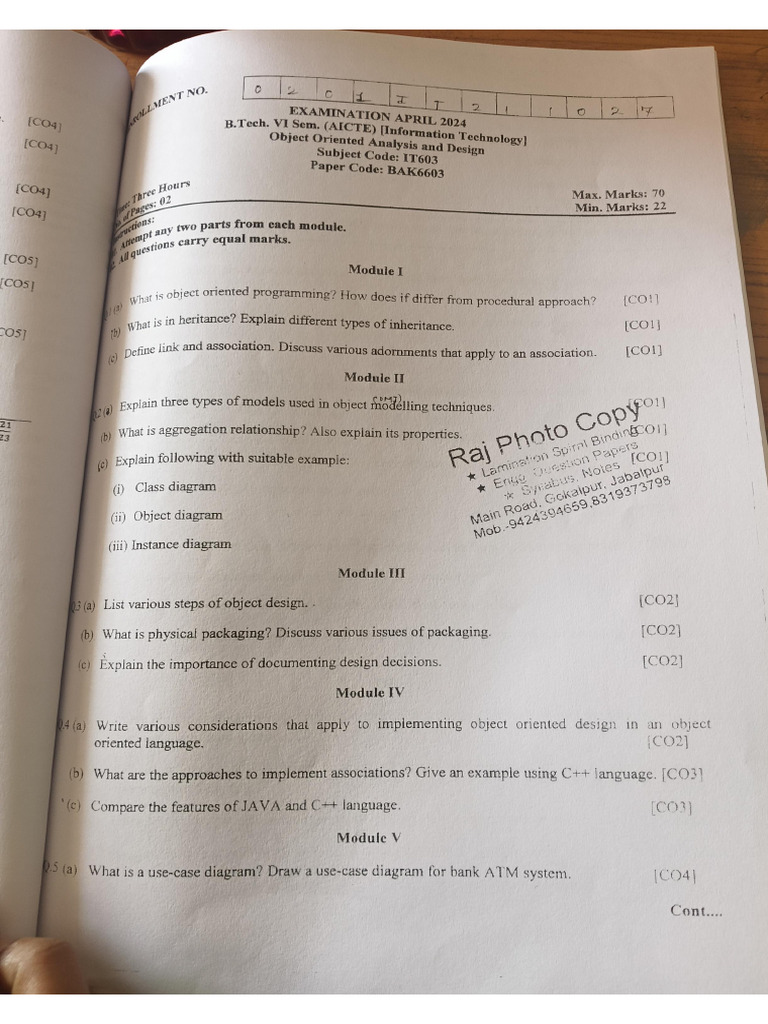 [CO4]
[CO4]
[CO4]
[CO4]
[CO5]
[CO5]
CO5]
21
23
ROLLMENT NO. 0 2 0 1 I T 2 1 1 0 2 7
EXAMINATION APRIL 2024
B.Tech. VI Sem. (AICTE) [Information Technology]
Object Oriented Analysis and Design
Subject Code: IT603
Paper Code: BAK6603
Three Hours
of Pages: 02
Max. Marks: 70
Min. Marks: 22
Attempt any two parts from each module.
All questions carry equal marks.
Module I
(a) What is object oriented programming? How does if differ from procedural approach? [CO1]
(b) What is in heritance? Explain different types of inheritance. [CO1]
(c) Define link and association. Discuss various adornments that apply to an association. [CO1]
Module II
Q.2 (a) Explain three types of models used in object modelling techniques. [CO1]
(OMT)
(b) What is aggregation relationship? Also explain its properties. [CO1]
(c) Explain following with suitable example: [CO1]
(i) Class diagram
(ii) Object diagram
(iii) Instance diagram
Raj Photo Copy
★ Lamination Spiral Binding
★ Engg. Question Papers
★ Syllabus, Notes
Main Road, Gokalpur, Jabalpur
Mob.-9424394659,8319373798
Module III
Q.3 (a) List various steps of object design. [CO2]
(b) What is physical packaging? Discuss various issues of packaging. [CO2]
(c) Explain the importance of documenting design decisions. [CO2]
Module IV
Q.4 (a) Write various considerations that apply to implementing object oriented design in an object
oriented language. [CO2]
(b) What are the approaches to implement associations? Give an example using C++ language. [CO3]
(c) Compare the features of JAVA and C++ language. [CO3]
Module V
Q.5 (a) What is a use-case diagram? Draw a use-case diagram for bank ATM system. [CO4]
Cont....